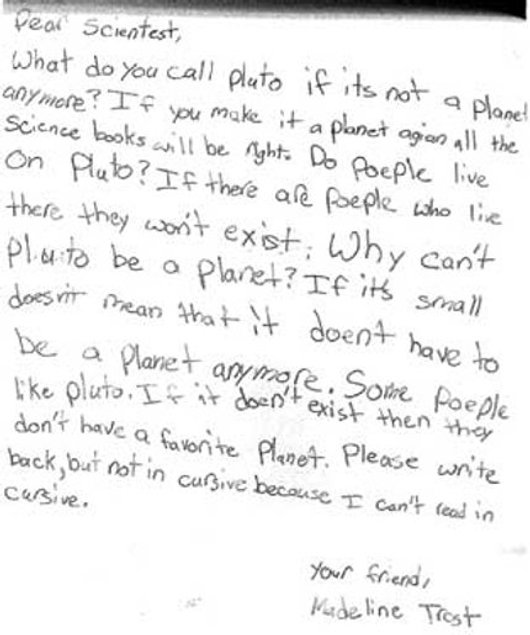 Dear Scientest,
What do you call pluto if its not a planet
anymore? If you make it a planet agian all the
Science books will be right. Do Poeple live
on Pluto? If there are Poeple who live
there they won't exist. Why can't
Pluto be a planet? If it's small
doesn't mean that it doent have to
be a planet anymore. Some Poeple
like pluto. If it doen't exist then they
don't have a favorite Planet. Please write
back, but not in cursive because I can't read in
cursive.
Your friend,
Madeline Trost